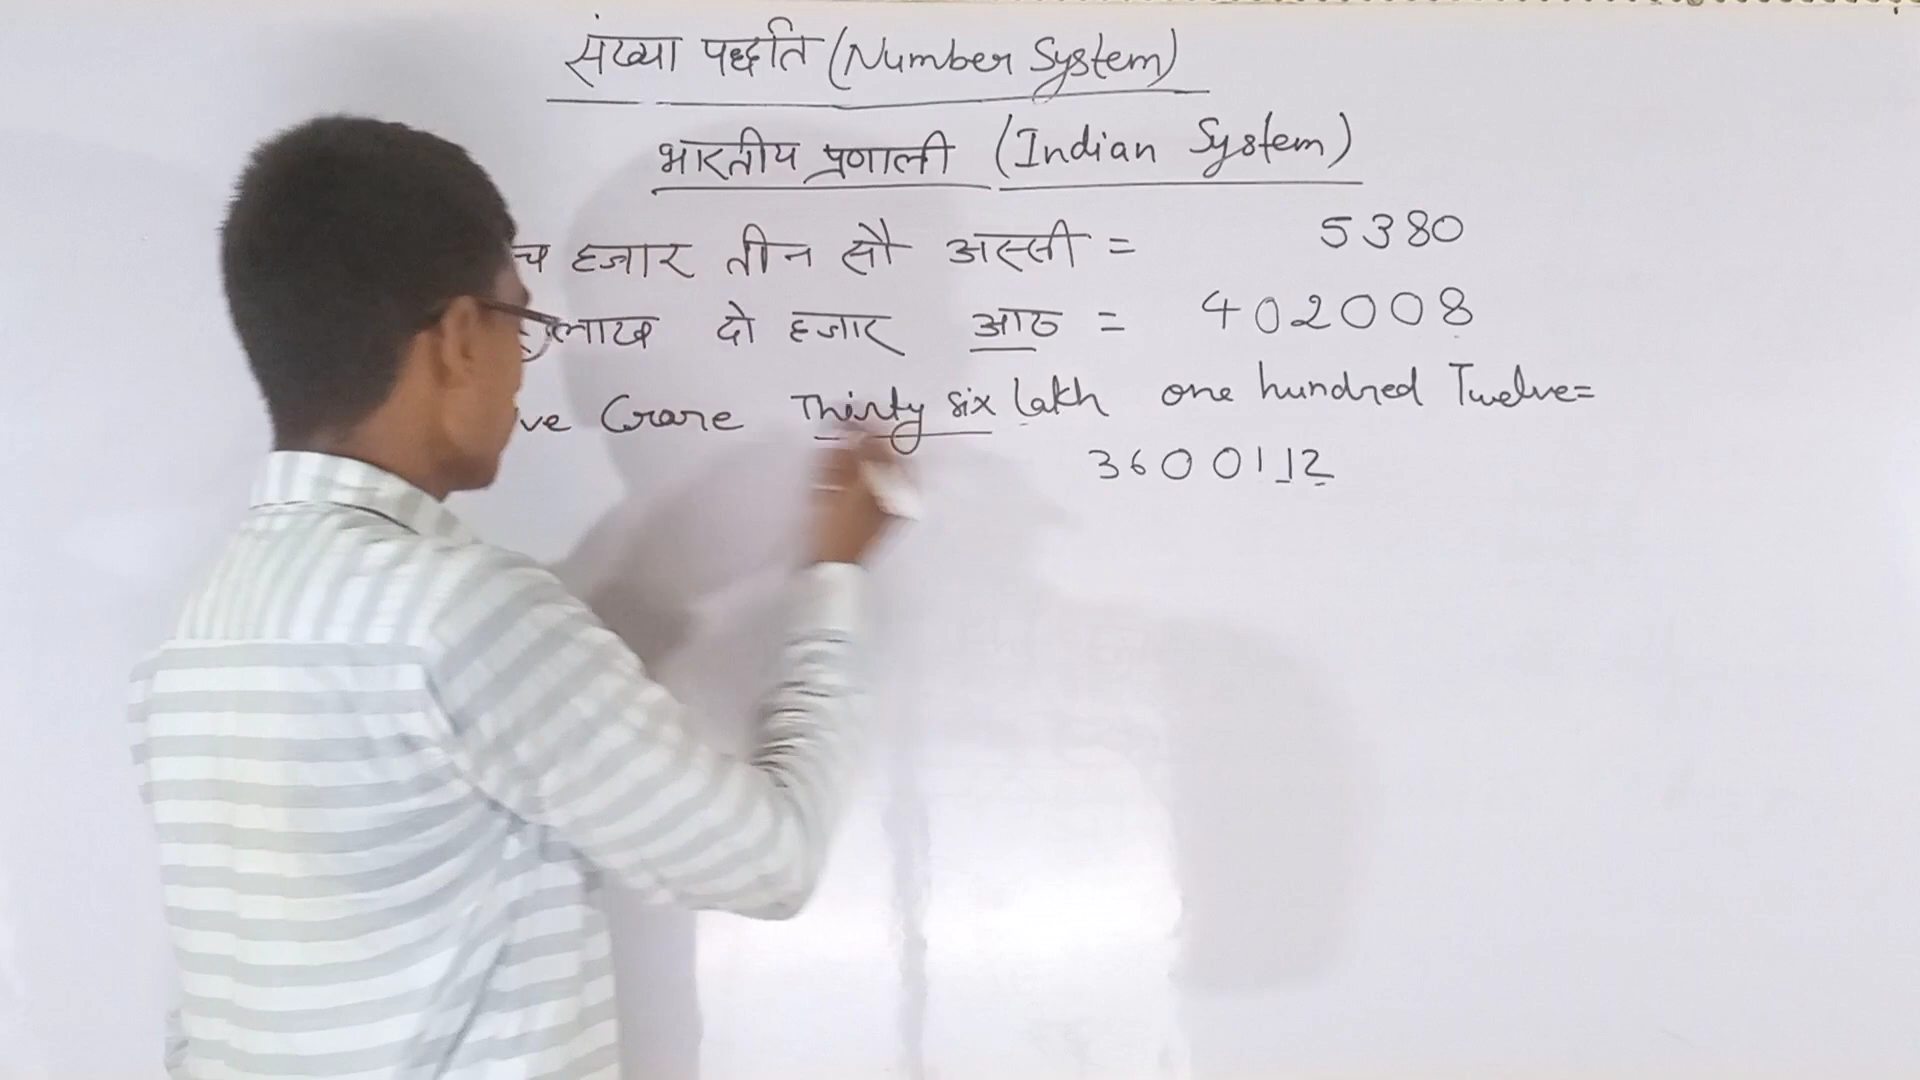 संख्या पद्धति (Number System)
भारतीय प्रणाली (Indian System)
हजार तीन सौ अस्सी = 5380
लाख दो हजार आठ = 402008
Crore Thirty six lakh one hundred Twelve=
3600112